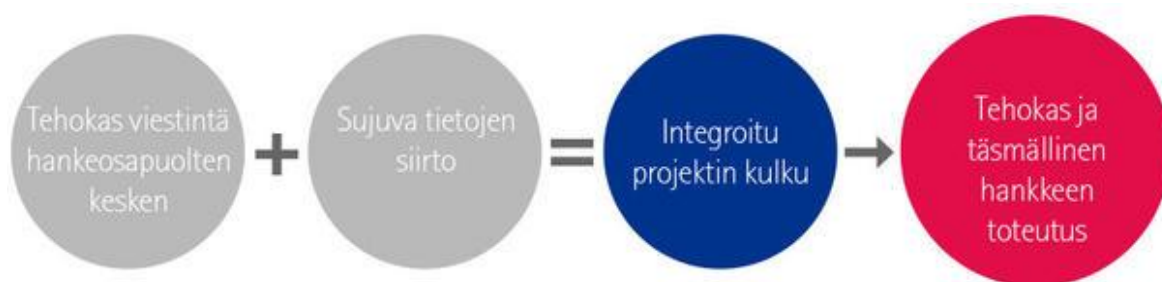 Tehokas viestintä
hankeosapuolten
kesken
+
Sujuva tietojen
siirto
=
Integroitu
projektin kulku
Tehokas ja
täsmällinen
hankkeen
toteutus